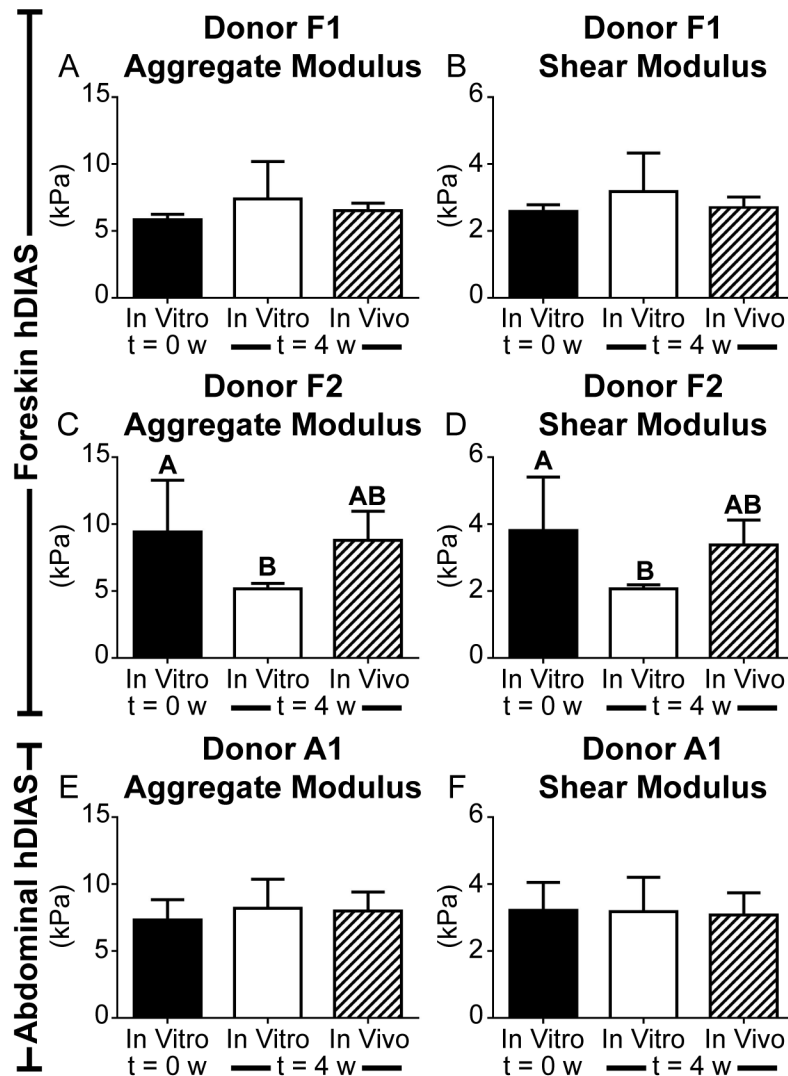 Foreskin hDIAS
A
Donor F1
Aggregate Modulus
(kPa)
15
10
5
0
In Vitro In Vitro In Vivo
t = 0 w t = 4 w
B
Donor F1
Shear Modulus
(kPa)
6
4
2
0
In Vitro In Vitro In Vivo
t = 0 w t = 4 w
C
Donor F2
Aggregate Modulus
(kPa)
15
10
5
0
A
B
AB
In Vitro In Vitro In Vivo
t = 0 w t = 4 w
D
Donor F2
Shear Modulus
(kPa)
6
4
2
0
A
B
AB
In Vitro In Vitro In Vivo
t = 0 w t = 4 w
Abdominal hDIAS
E
Donor A1
Aggregate Modulus
(kPa)
15
10
5
0
In Vitro In Vitro In Vivo
t = 0 w t = 4 w
F
Donor A1
Shear Modulus
(kPa)
6
4
2
0
In Vitro In Vitro In Vivo
t = 0 w t = 4 w